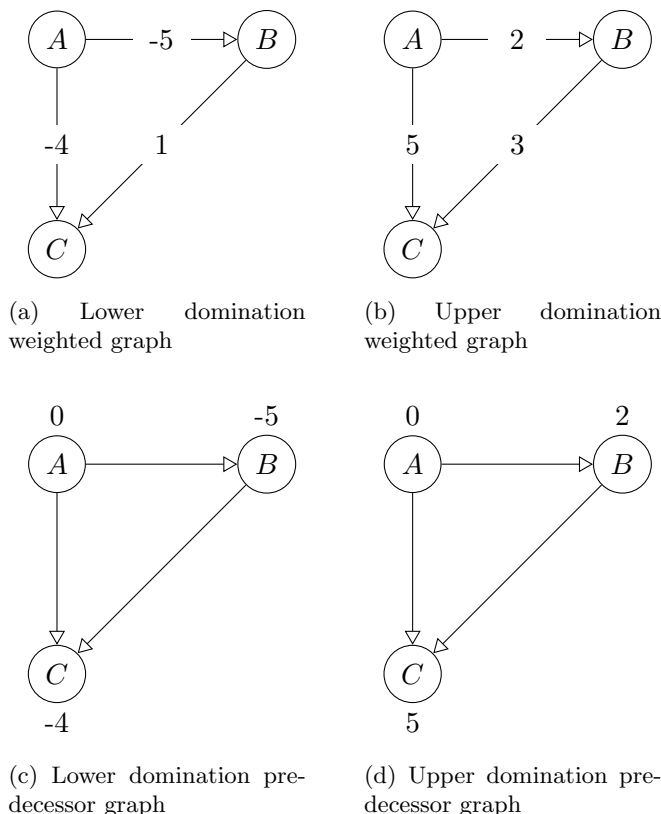 A -5 B
-4 1
C
(a) Lower domination
weighted graph
A 2 B
5 3
C
(b) Upper domination
weighted graph
0 -5
A B
C
-4
(c) Lower domination pre-
decessor graph
0 2
A B
C
5
(d) Upper domination pre-
decessor graph